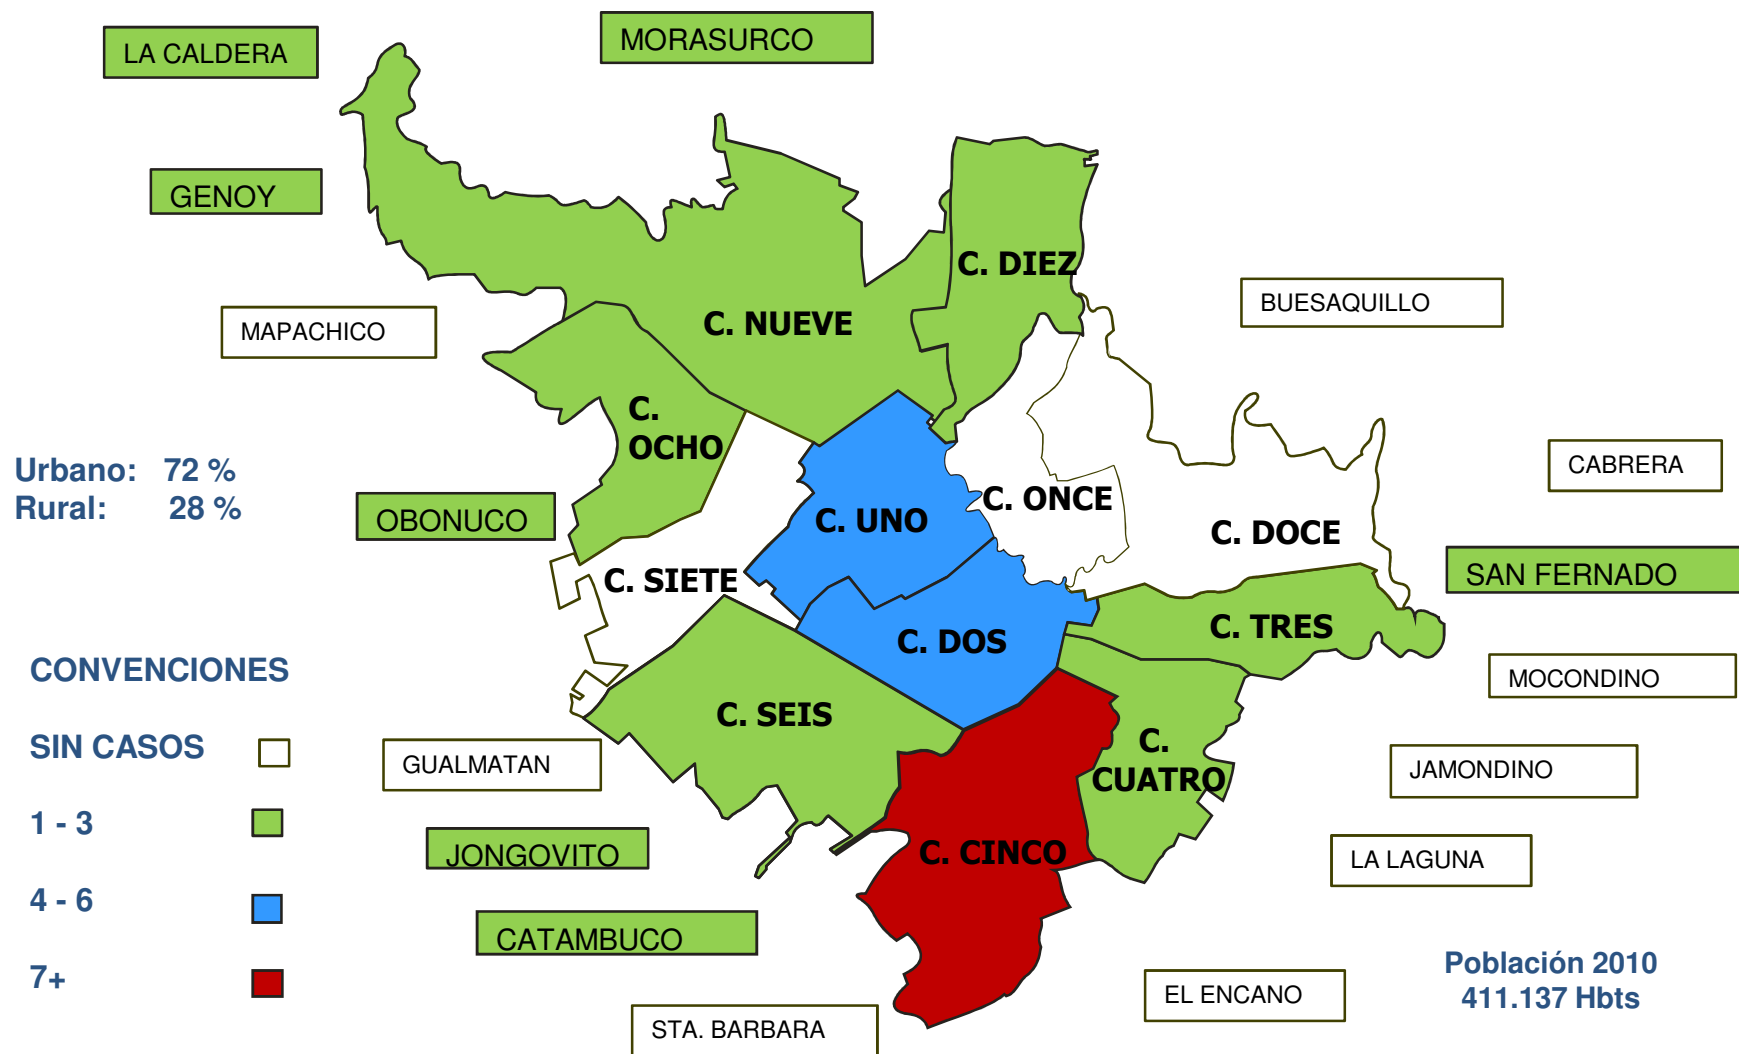 LA CALDERA
MORASURCO
GENOY
C. DIEZ
BUESAQUILLO
MAPACHICO
C. NUEVE
C.
OCHO
Urbano: 72 %
Rural: 28 %
CABRERA
OBONUCO
C. UNO
C. ONCE
C. DOCE
C. SIETE
SAN FERNADO
C. TRES
C. DOS
CONVENCIONES
MOCONDINO
C. SEIS
SIN CASOS
GUALMATAN
C.
CUATRO
JAMONDINO
1 - 3
JONGOVITO
C. CINCO
LA LAGUNA
4 - 6
CATAMBUCO
7+
EL ENCANO
Población 2010
411.137 Hbts
STA. BARBARA